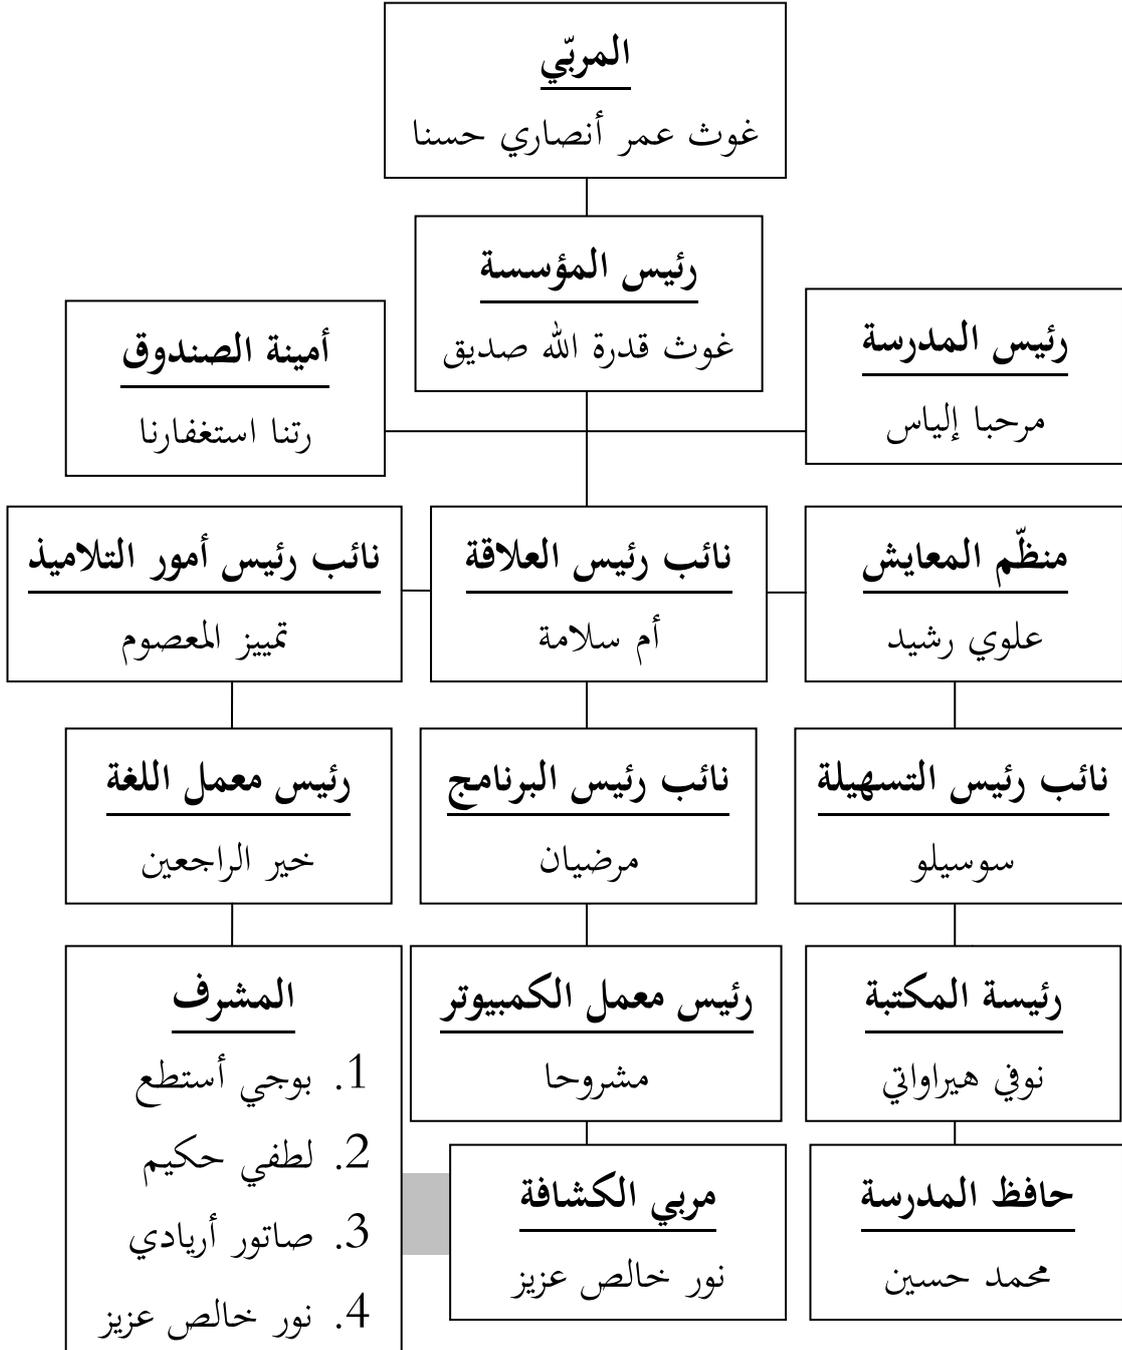 المربّي
غوث عمر أنصاري حسنا
رئيس المؤسسة
غوث قدرة الله صديق
رئيس المدرسة
مرحبا إلياس
أمينة الصندوق
رتنا استغفارنا
منظّم المعايش
علوي رشيد
نائب رئيس العلاقة
أم سلامة
نائب رئيس أمور التلاميذ
تمييز المعصوم
نائب رئيس التسهيلة
سوسيلو
نائب رئيس البرنامج
مرضيان
رئيس معمل اللغة
خير الراجعين
رئيسة المكتبة
نوفي هيراواتي
رئيس معمل الكمبيوتر
مشروحا
المشرف
1. بوجي أستطع
2. لطفي حكيم
3. صاتور أريادي
4. نور خالص عزيز
حافظ المدرسة
محمد حسين
مربي الكشافة
نور خالص عزيز